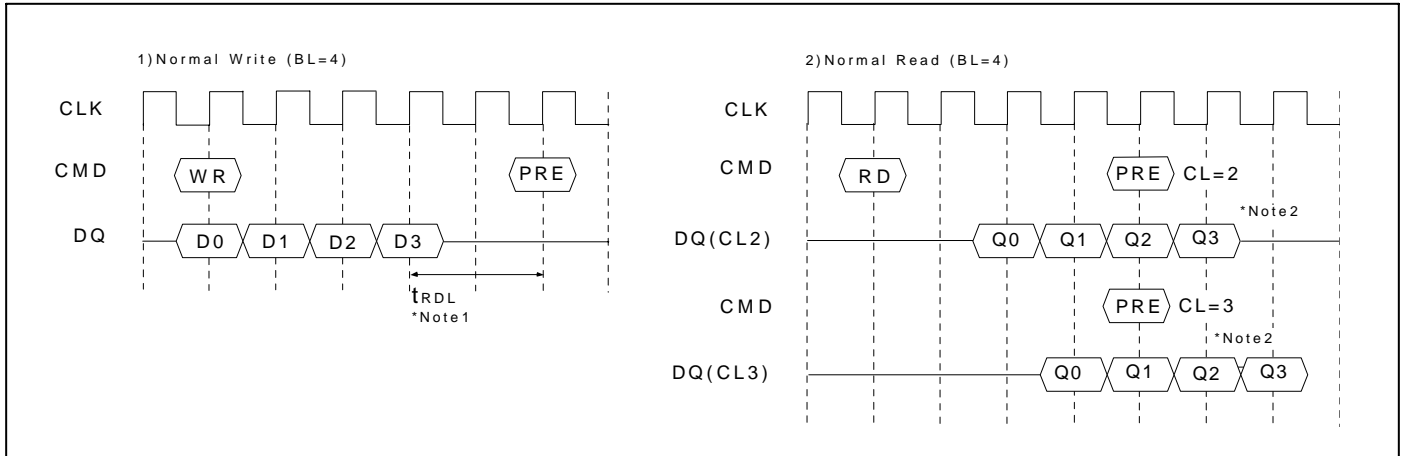 1)Normal Write (BL=4)
CLK
CMD
WR
PRE
DQ
D0
D1
D2
D3
tRDL
*Note1
2)Normal Read (BL=4)
CLK
CMD
RD
PRE
CL=2
*Note2
DQ(CL2)
Q0
Q1
Q2
Q3
CMD
PRE
CL=3
*Note2
DQ(CL3)
Q0
Q1
Q2
Q3